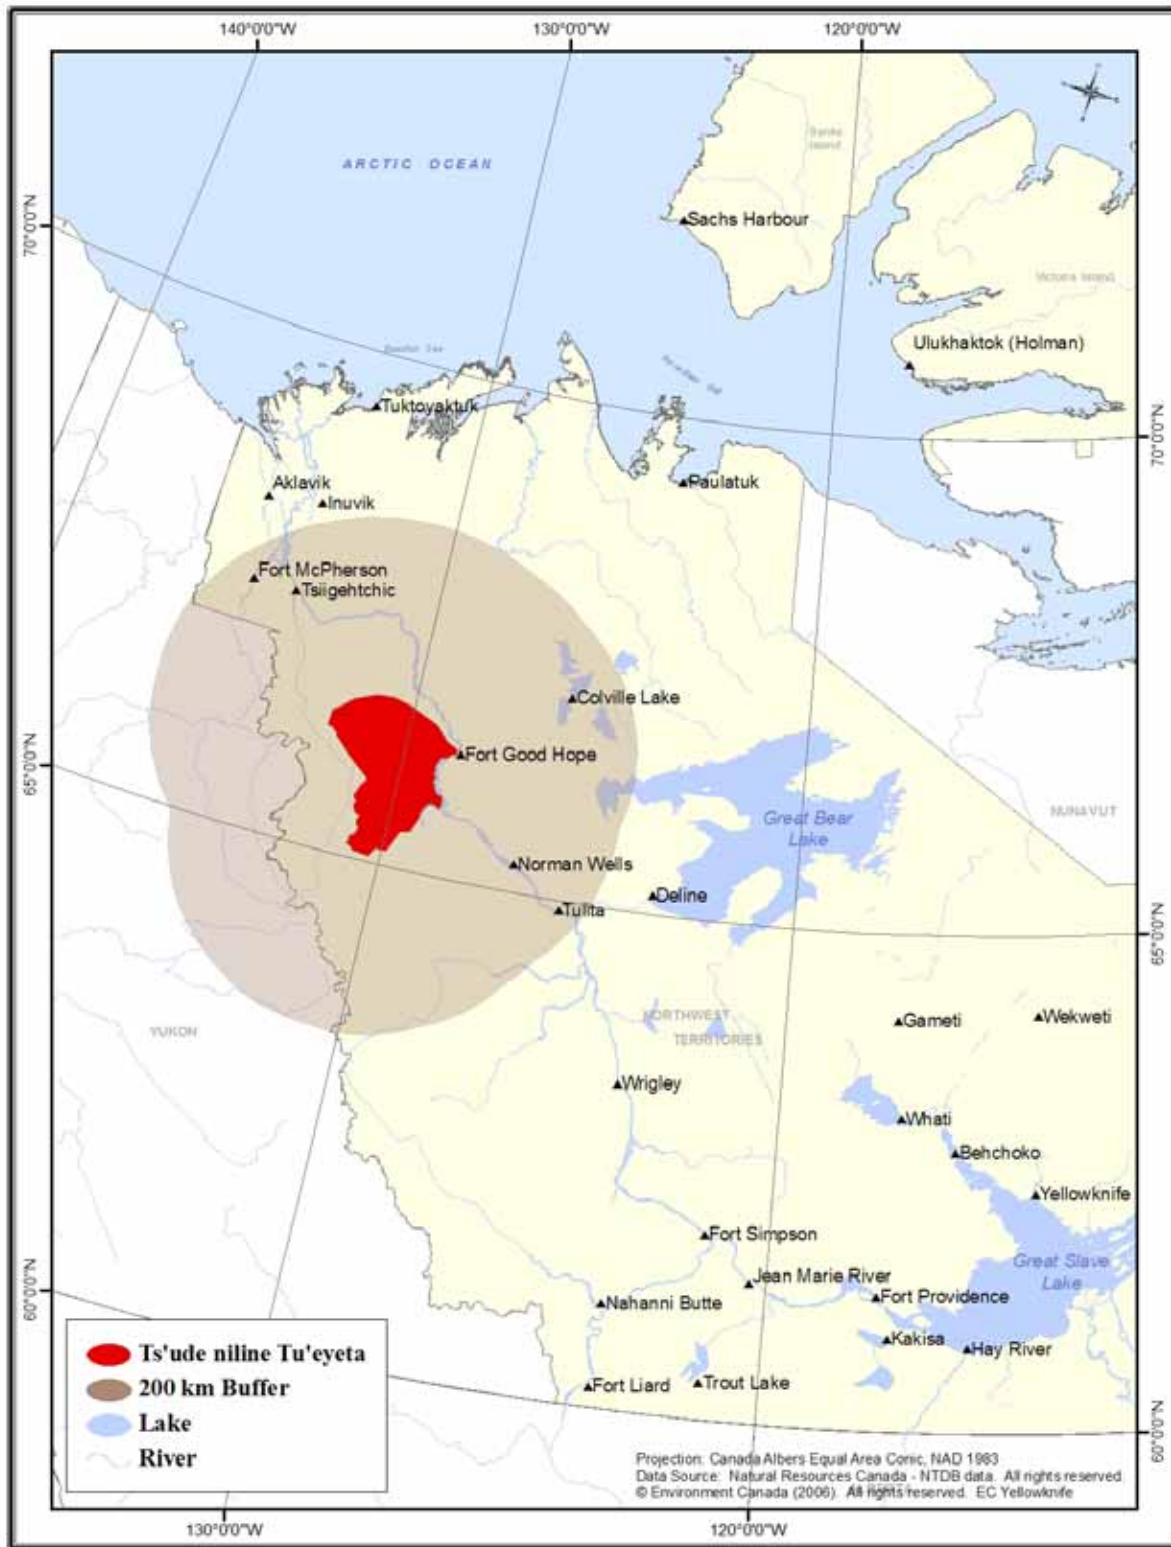 140°0'0"W
130°0'0"W
120°0'0"W
Banks
Island
ARCTIC OCEAN
Sachs Harbour
70°0'0"N
Victoria Island
Ulukhaktok (Holman)
Beaufort Sea
Tuktoyaktuk
70°0'0"N
Aklavik
Paulatuk
Inuvik
Fort McPherson
Tsiigehtchic
Colville Lake
Fort Good Hope
65°0'0"N
Great Bear
Lake
NUNAVUT
Norman Wells
Deline
Tulita
65°0'0"N
NORTHWEST
TERRITORIES
Gameti
Wekweti
YUKON
Wrigley
Whati
Behchoko
Yellowknife
Fort Simpson
Great Slave
Lake
Jean Marie River
60°0'0"N
Nahanni Butte
Fort Providence
Kakisa
Hay River
Fort Liard
Trout Lake
60°0'0"N
Ts'ude niline Tu'eyeta
200 km Buffer
Lake
River
Projection: Canada Albers Equal Area Conic, NAD 1983
Data Source: Natural Resources Canada - NTDB data. All rights reserved
© Environment Canada (2006). All rights reserved. EC Yellowknife
130°0'0"W
120°0'0"W